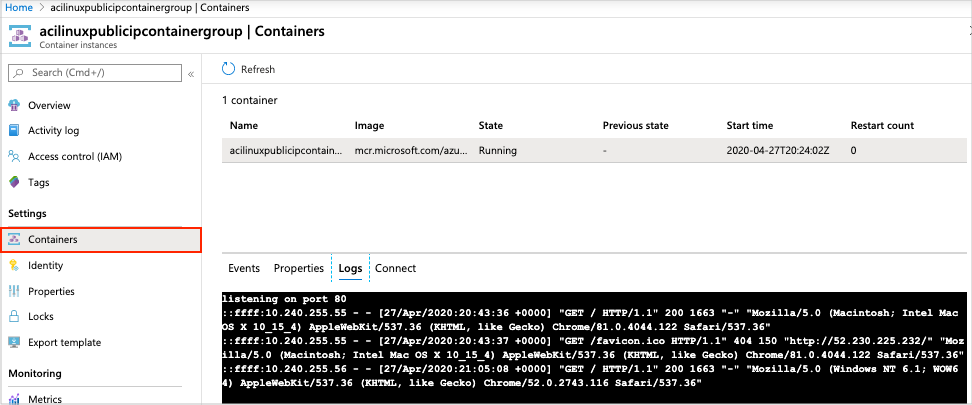 Home > acilinuxpublicipcontainergroup | Containers
acilinuxpublicipcontainergroup | Containers
Container instances
Search (Cmd+/)
«
Overview
Activity log
Access control (IAM)
Tags
Settings
Containers
Identity
Properties
Locks
Export template
Monitoring
Metrics
Refresh
1 container
Name Image State Previous state Start time Restart count
acilinuxpublicipcontain... mcr.microsoft.com/azu... Running - 2020-04-27T20:24:02Z 0
Events Properties Logs Connect
listening on port 80
::ffff:10.240.255.55 - - [27/Apr/2020:20:43:36 +0000] "GET / HTTP/1.1" 200 1663 "-" "Mozilla/5.0 (Macintosh; Intel Mac
OS X 10_15_4) AppleWebKit/537.36 (KHTML, like Gecko) Chrome/81.0.4044.122 Safari/537.36"
::ffff:10.240.255.55 - - [27/Apr/2020:20:43:37 +0000] "GET /favicon.ico HTTP/1.1" 404 150 "http://52.230.225.232/" "Moz
illa/5.0 (Macintosh; Intel Mac OS X 10_15_4) AppleWebKit/537.36 (KHTML, like Gecko) Chrome/81.0.4044.122 Safari/537.36"
::ffff:10.240.255.56 - - [27/Apr/2020:21:05:08 +0000] "GET / HTTP/1.1" 200 1663 "-" "Mozilla/5.0 (Windows NT 6.1; WOW6
4) AppleWebKit/537.36 (KHTML, like Gecko) Chrome/52.0.2743.116 Safari/537.36"